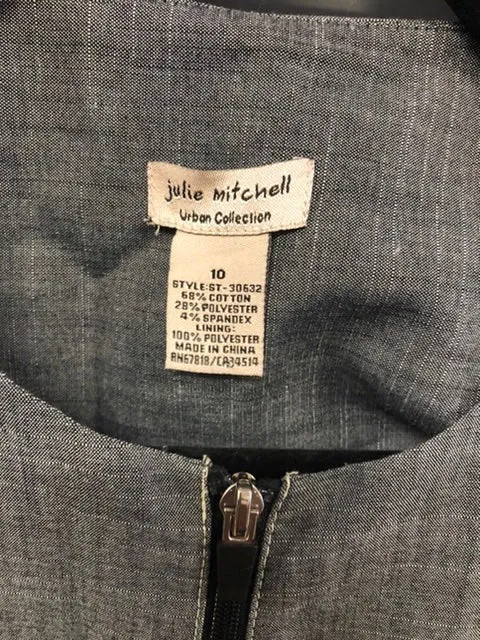 julie mitchell
Urban Collection
10
STYLE:ST-30632
68% COTTON
28% POLYESTER
4% SPANDEX
LINING:
100% POLYESTER
MADE IN CHINA
RN67818/CA34514